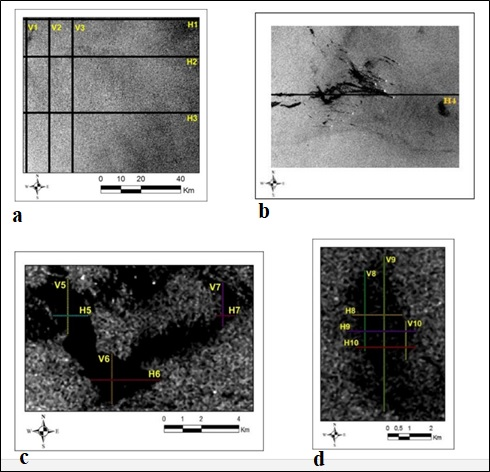 V1 V2 V3 H1
H2
H3
N
W E
S
0 10 20 40
Km
a
H4
N
W E
S
b
V5 V7
H5 H7
V6
H6
N
W E
S
0 1 2 4
Km
c
V9
V8
H8 V10
H9
H10
N
W E
S
0 0,5 1 2
Km
d